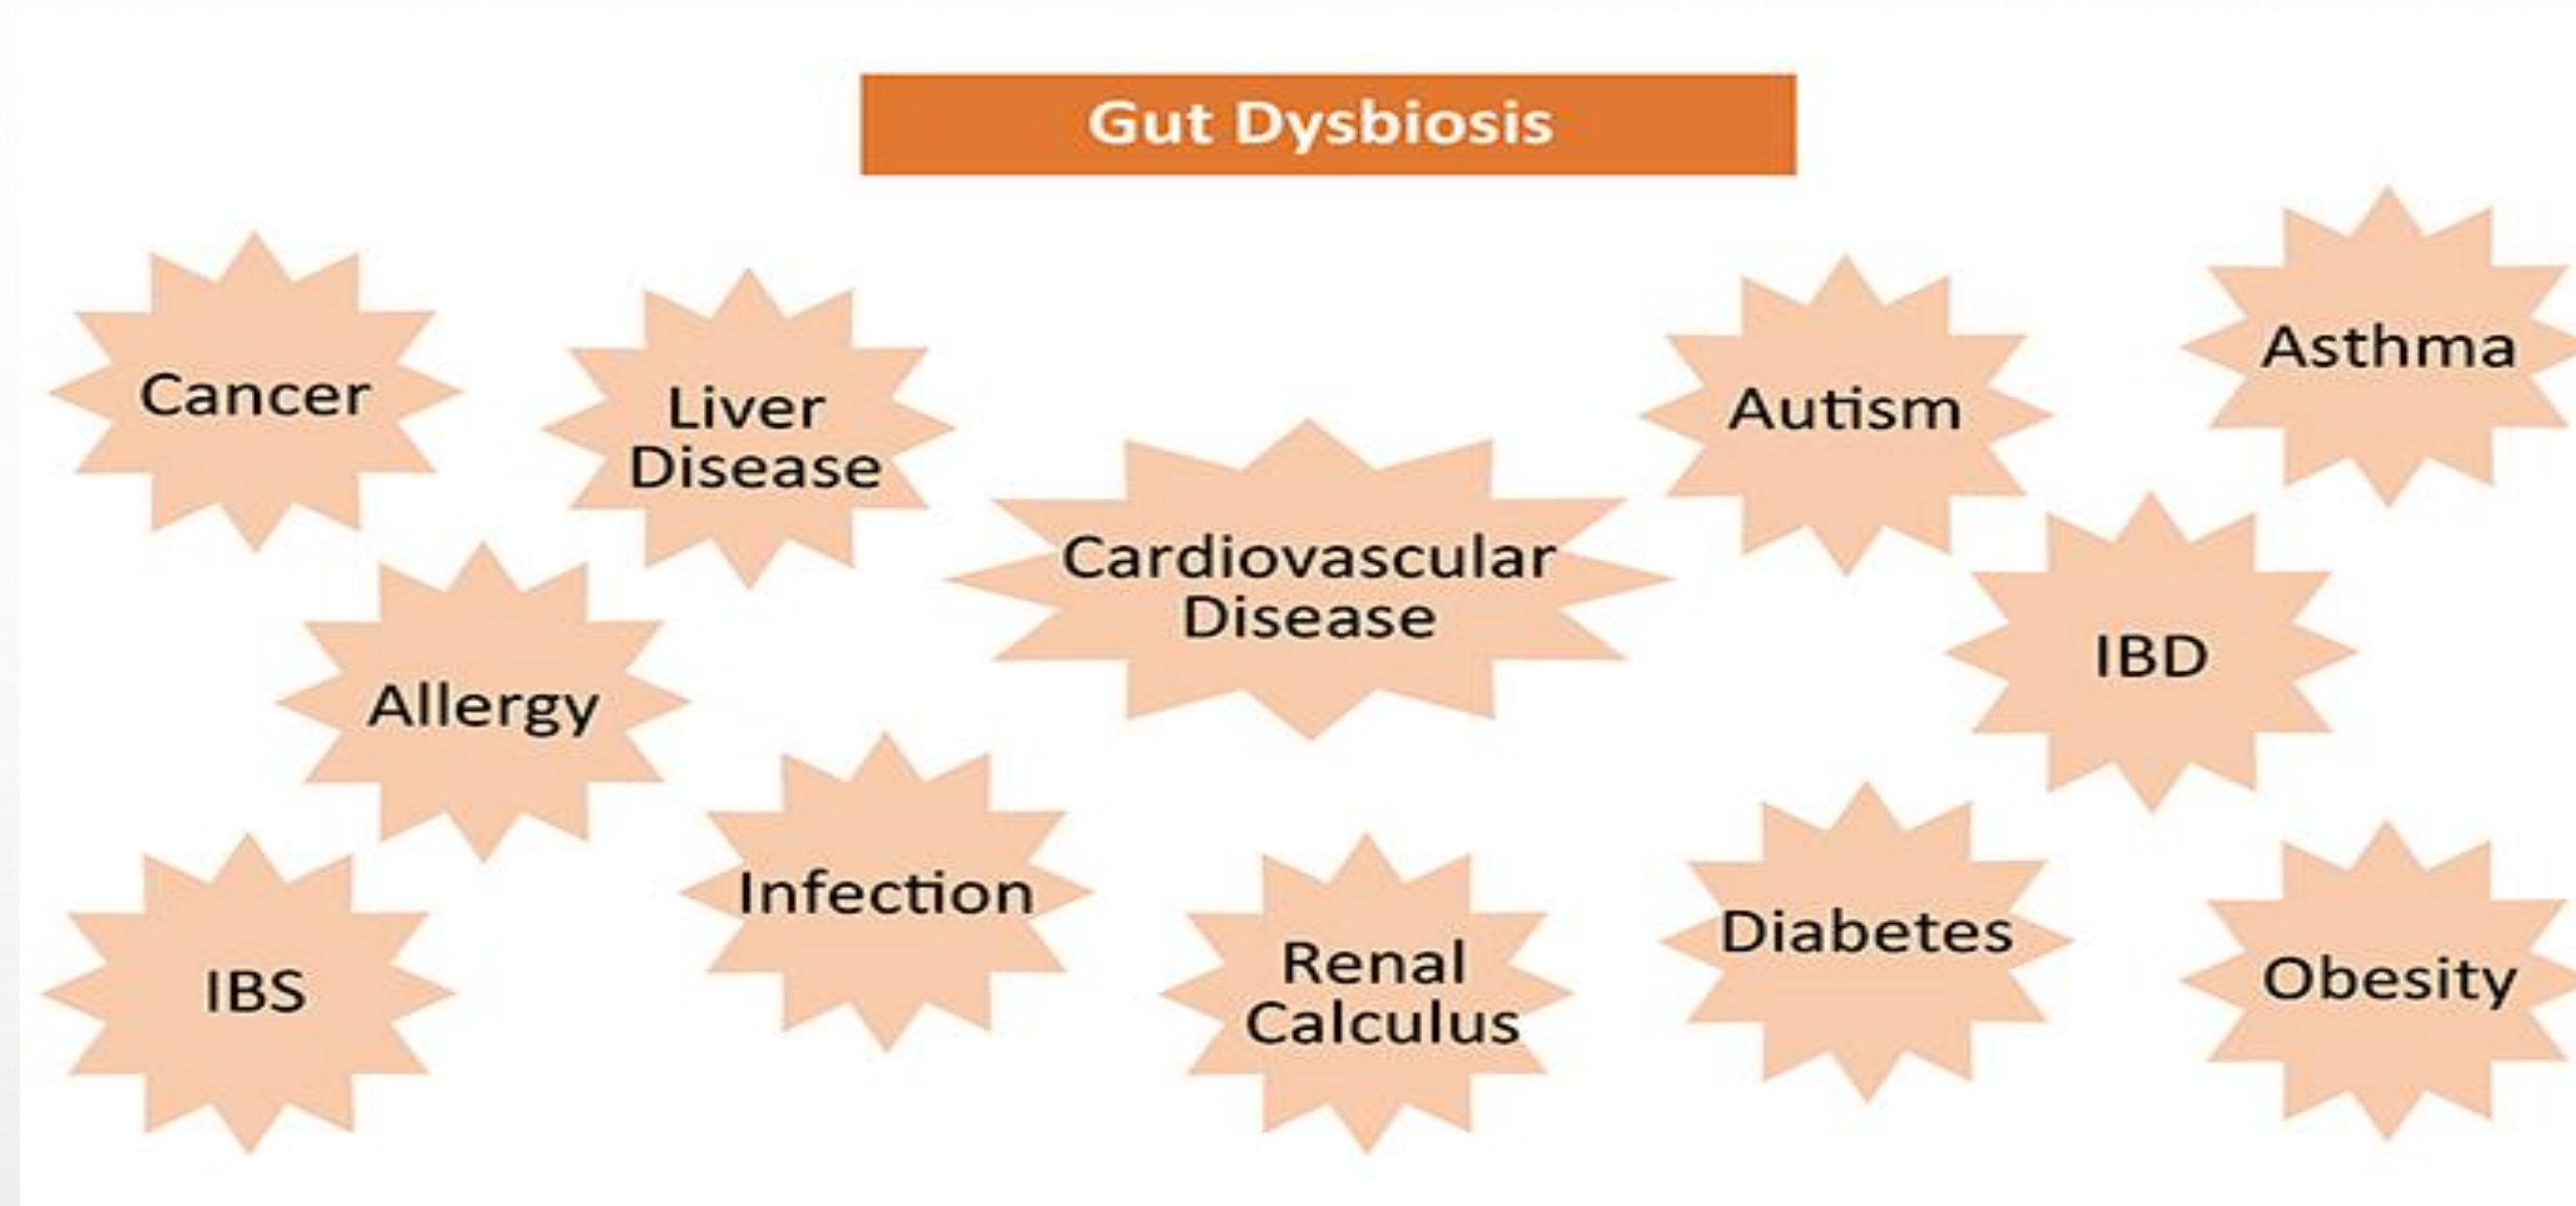 Gut Dysbiosis
Cancer
Liver
Disease
Autism
Asthma
Cardiovascular
Disease
Allergy
IBD
Infection
Diabetes
IBS
Renal
Calculus
Obesity